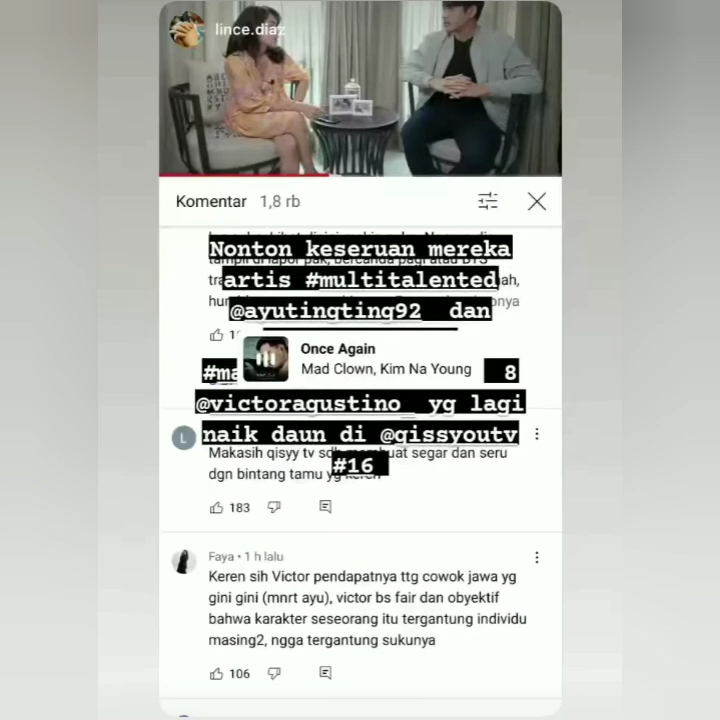 lince.diaz
Komentar 1,8 rb
Nonton keseruan mereka
artis #multitalented
@ayutingting92 dan
Once Again
Mad Clown, Kim Na Young
#ma 8
@victoragustino_ yg lagi
naik daun di @qissyoutv
#16
L
Makasih qisyy tv sdh membuat segar dan seru
dgn bintang tamu yg keren
183
Faya • 1 h lalu
Keren sih Victor pendapatnya ttg cowok jawa yg
gini gini (mnrt ayu), victor bs fair dan obyektif
bahwa karakter seseorang itu tergantung individu
masing2, ngga tergantung sukunya
106